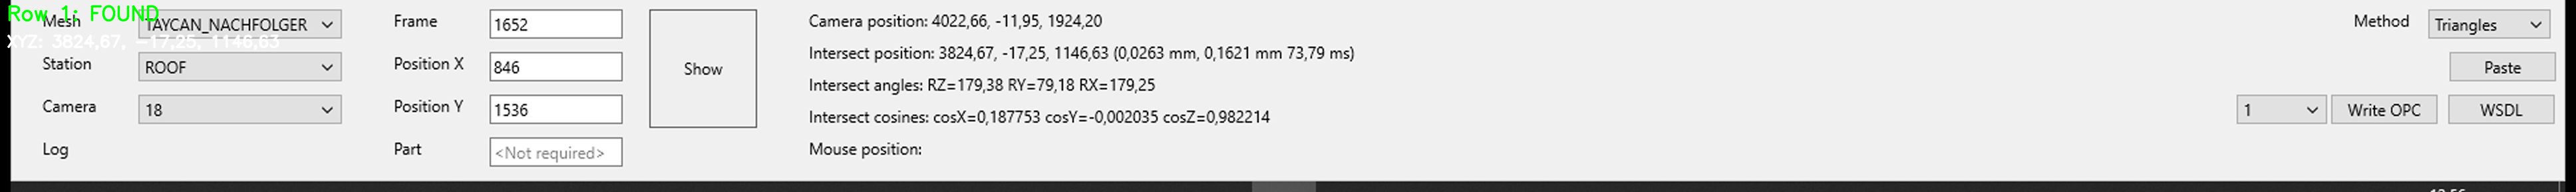 Row 1: FOUND
XYZ: 3824,67, -17,25, 1146,63
Mesh TAYCAN_NACHFOLGER
Station ROOF
Camera 18
Log
Frame 1652
Position X 846
Position Y 1536
Part <Not required>
Show
Camera position: 4022,66, -11,95, 1924,20
Intersect position: 3824,67, -17,25, 1146,63 (0,0263 mm, 0,1621 mm 73,79 ms)
Intersect angles: RZ=179,38 RY=79,18 RX=179,25
Intersect cosines: cosX=0,187753 cosY=-0,002035 cosZ=0,982214
Mouse position:
Method Triangles
Paste
1 Write OPC WSDL